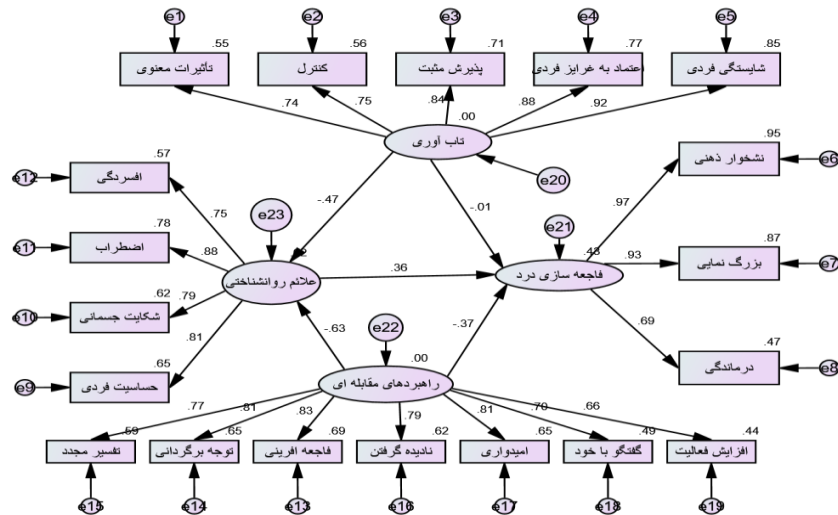 e1 e2 e3 e4 e5
.55 .56 .71 .77 .85
تأثیرات معنوی
کنترل
پذیرش مثبت
اعتماد به غرایز فردی
شایستگی فردی
.74 .75 .84 .88 .92
.00
تاب آوری
e20
.95
نشخوار ذهنی
e6
.57
افسردگی
e12
-.47
-.01
.97
e23
e21
.75
.78
اضطراب
e11
.88
.43
.93
.87
بزرگ نمایی
e7
علائم روانشناختی
.36
فاجعه سازی درد
.62
شکایت جسمانی
e10
.79
.69
.47
درماندگی
e8
-.63
e22
-.37
.81
.65
حساسیت فردی
e9
.00
راهبردهای مقابله ای
.77 .81 .83 .79 .81 .70 .66
.59 .65 .69 .62 .65 .49 .44
تفسیر مجدد
توجه برگردانی
فاجعه افرینی
نادیده گرفتن
امیدواری
گفتگو با خود
افزایش فعالیت
e15 e14 e13 e16 e17 e18 e19